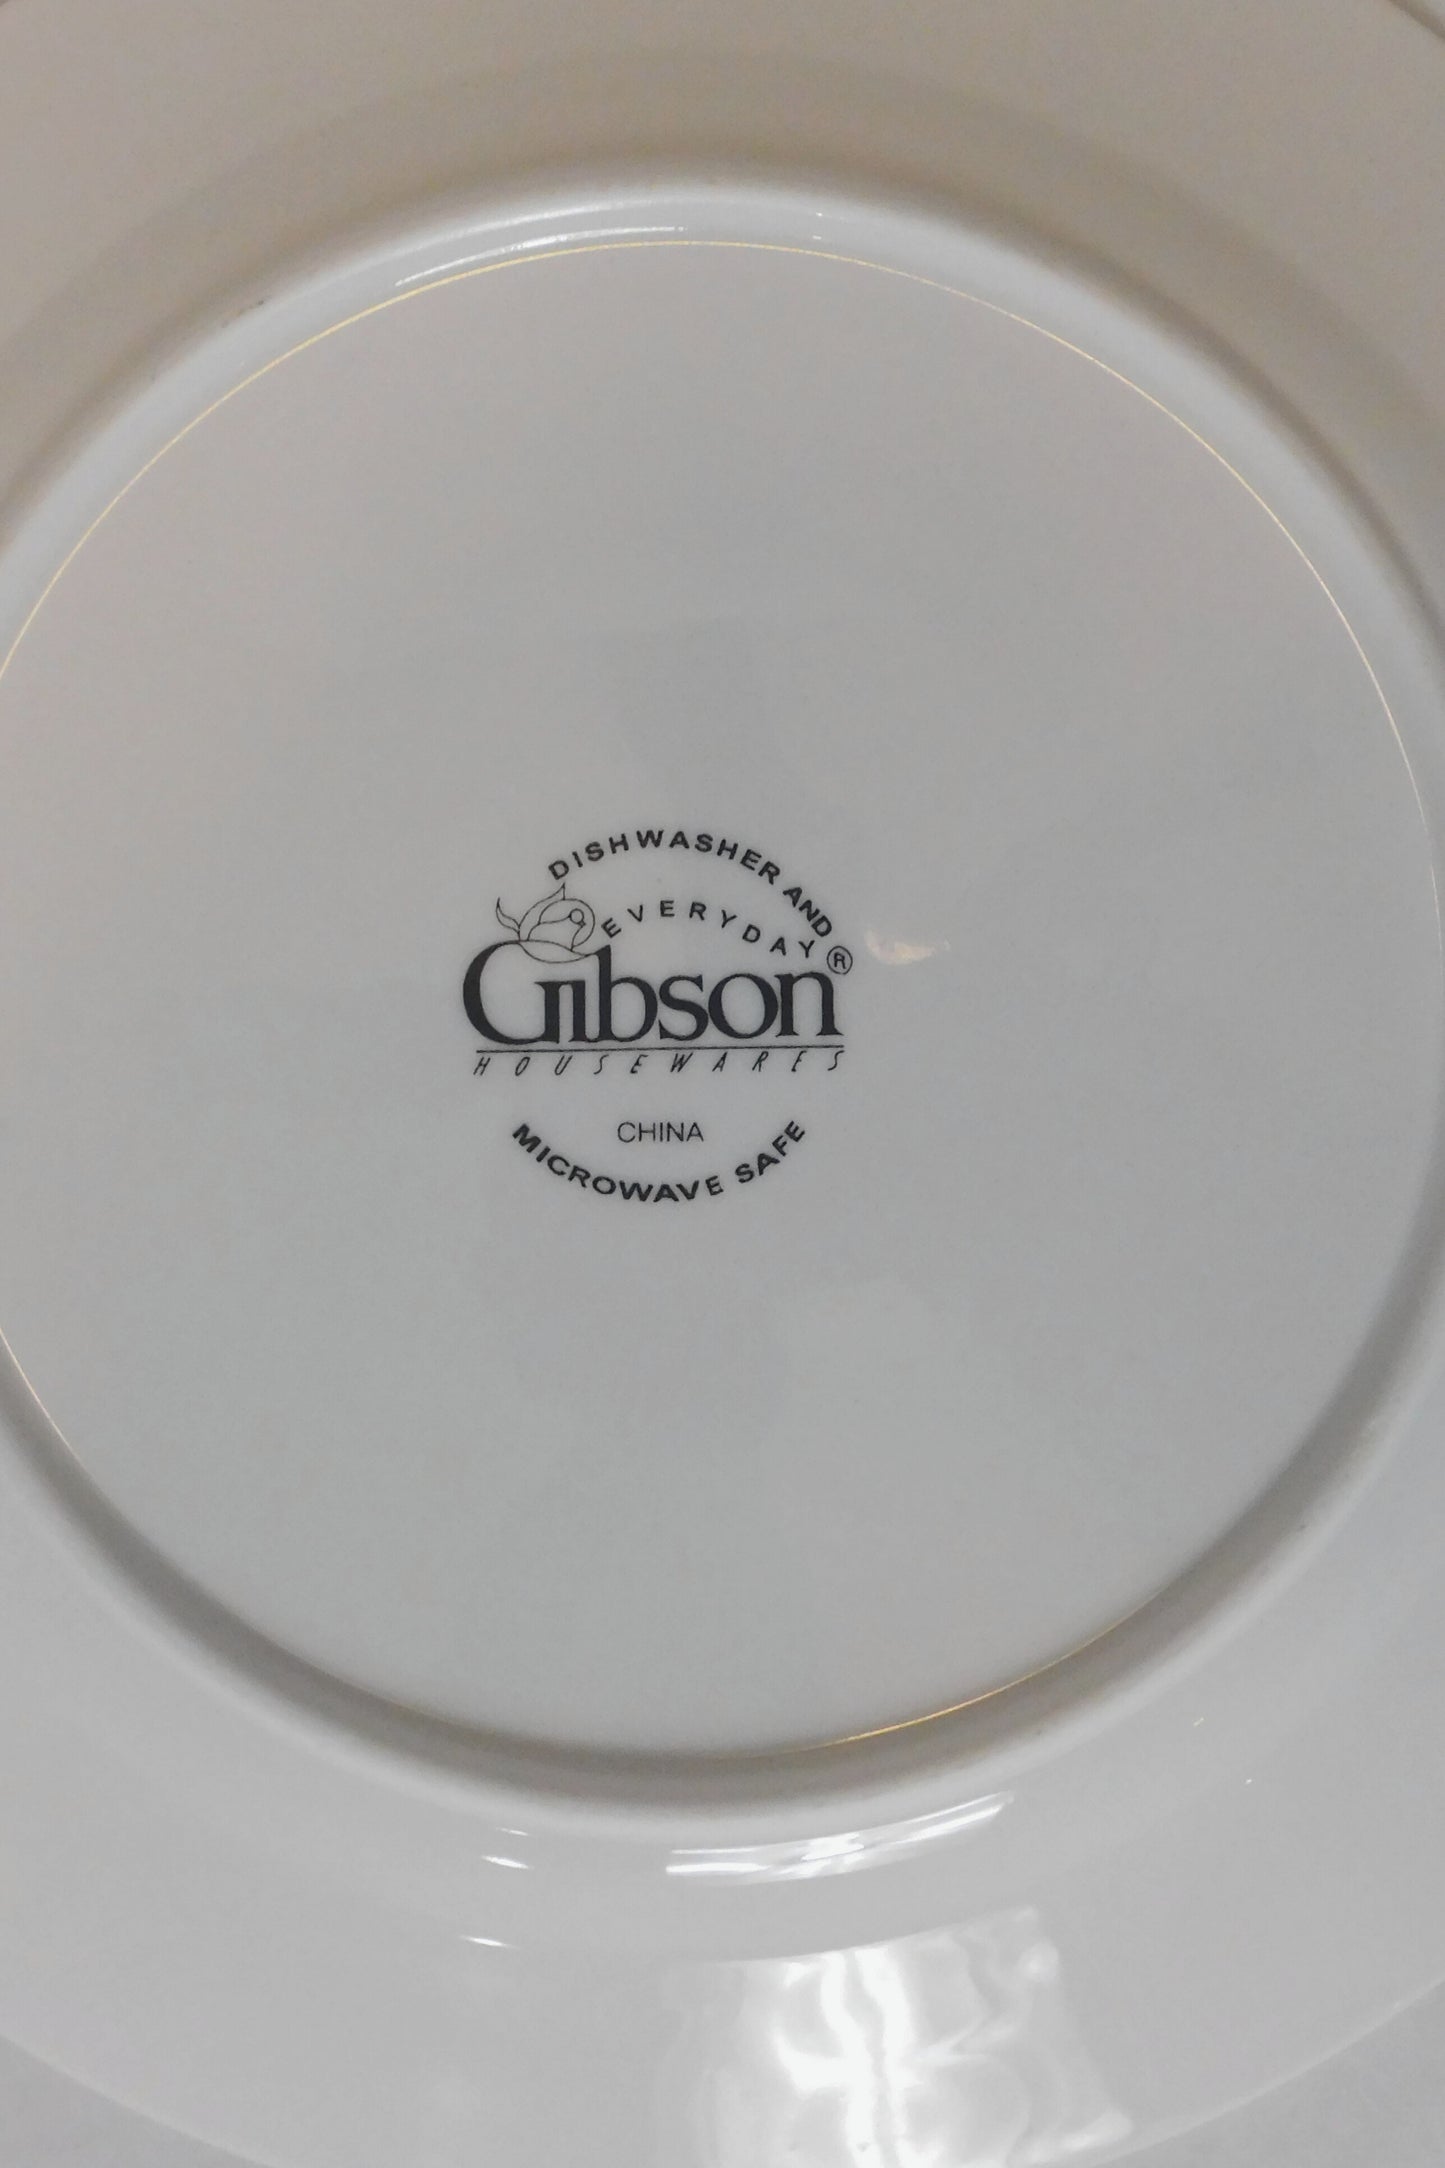 DISHWASHER AND
EVERYDAY®
Gibson
HOUSEWARES
CHINA
MICROWAVE SAFE